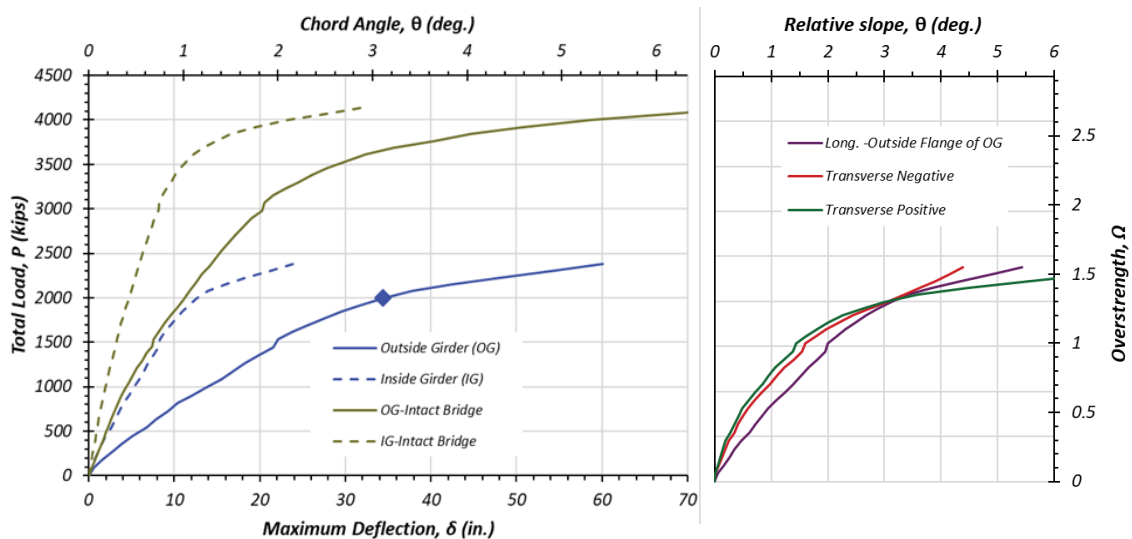 Chord Angle, θ (deg.)
0 1 2 3 4 5 6
4500
4000
3500
3000
2500
2000
1500
1000
500
0
Total Load, P (kips)
Outside Girder (OG)
Inside Girder (IG)
OG-Intact Bridge
IG-Intact Bridge
0 10 20 30 40 50 60 70
Maximum Deflection, δ (in.)
Relative slope, θ (deg.)
0 1 2 3 4 5 6
Long. -Outside Flange of OG
Transverse Negative
Transverse Positive
2.5
2
1.5
1
0.5
0
Overstrength, Ω